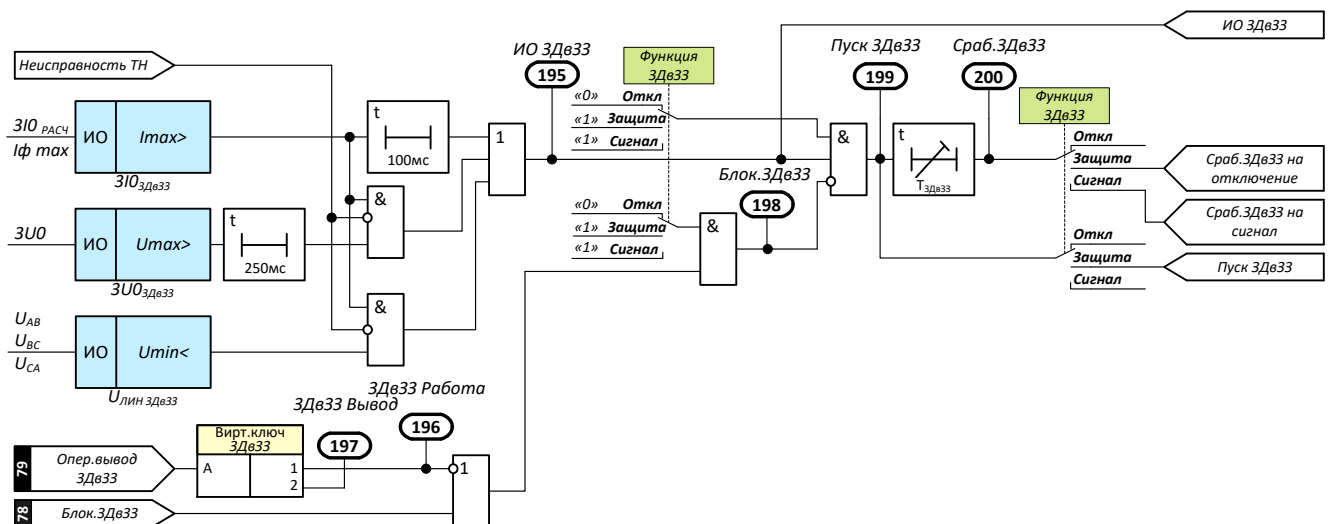 ИО ЗДвЗЗ
ИО ЗДвЗЗ
195
Неисправность ТН
Функция
ЗДвЗЗ
«0» Откл
«1» Защита
«1» Сигнал
Пуск ЗДвЗЗ
199
Сраб.ЗДвЗЗ
200
Функция
ЗДвЗЗ
Откл
Защита
Сигнал
Сраб.ЗДвЗЗ на
отключение
Сраб.ЗДвЗЗ на
сигнал
3I0 РАСЧ
Iф max
ИО
Imax>
3I0ЗДвЗЗ
t
100мс
1
&
t
TЗДвЗЗ
Блок.ЗДвЗЗ
198
&
«0» Откл
«1» Защита
«1» Сигнал
&
Откл
Защита
Сигнал
Пуск ЗДвЗЗ
3U0
ИО
Umax>
3U0ЗДвЗЗ
t
250мс
&
UAB
UBC
UCA
ИО
Umin<
UЛИН ЗДвЗЗ
ЗДвЗЗ Работа
196
ЗДвЗЗ Вывод
197
79
Опер.вывод
ЗДвЗЗ
Вирт.ключ
ЗДвЗЗ
A
1
2
1
78
Блок.ЗДвЗЗ